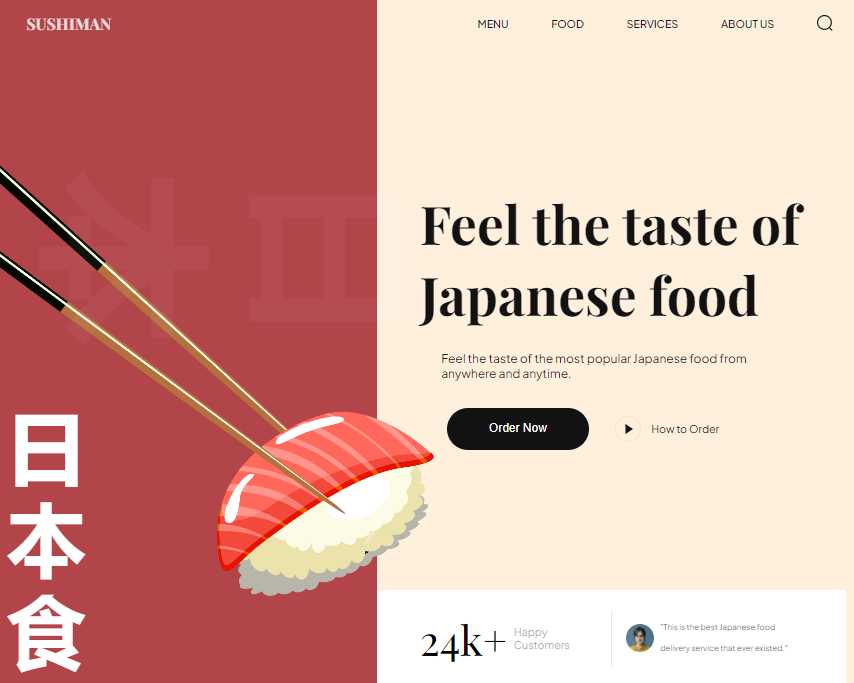 SUSHIMAN
MENU
FOOD
SERVICES
ABOUT US
日
本
食
日本
Feel the taste of
Japanese food
Feel the taste of the most popular Japanese food from
anywhere and anytime.
Order Now
How to Order
24k+
Happy
Customers
"This is the best Japanese food
delivery service that ever existed."